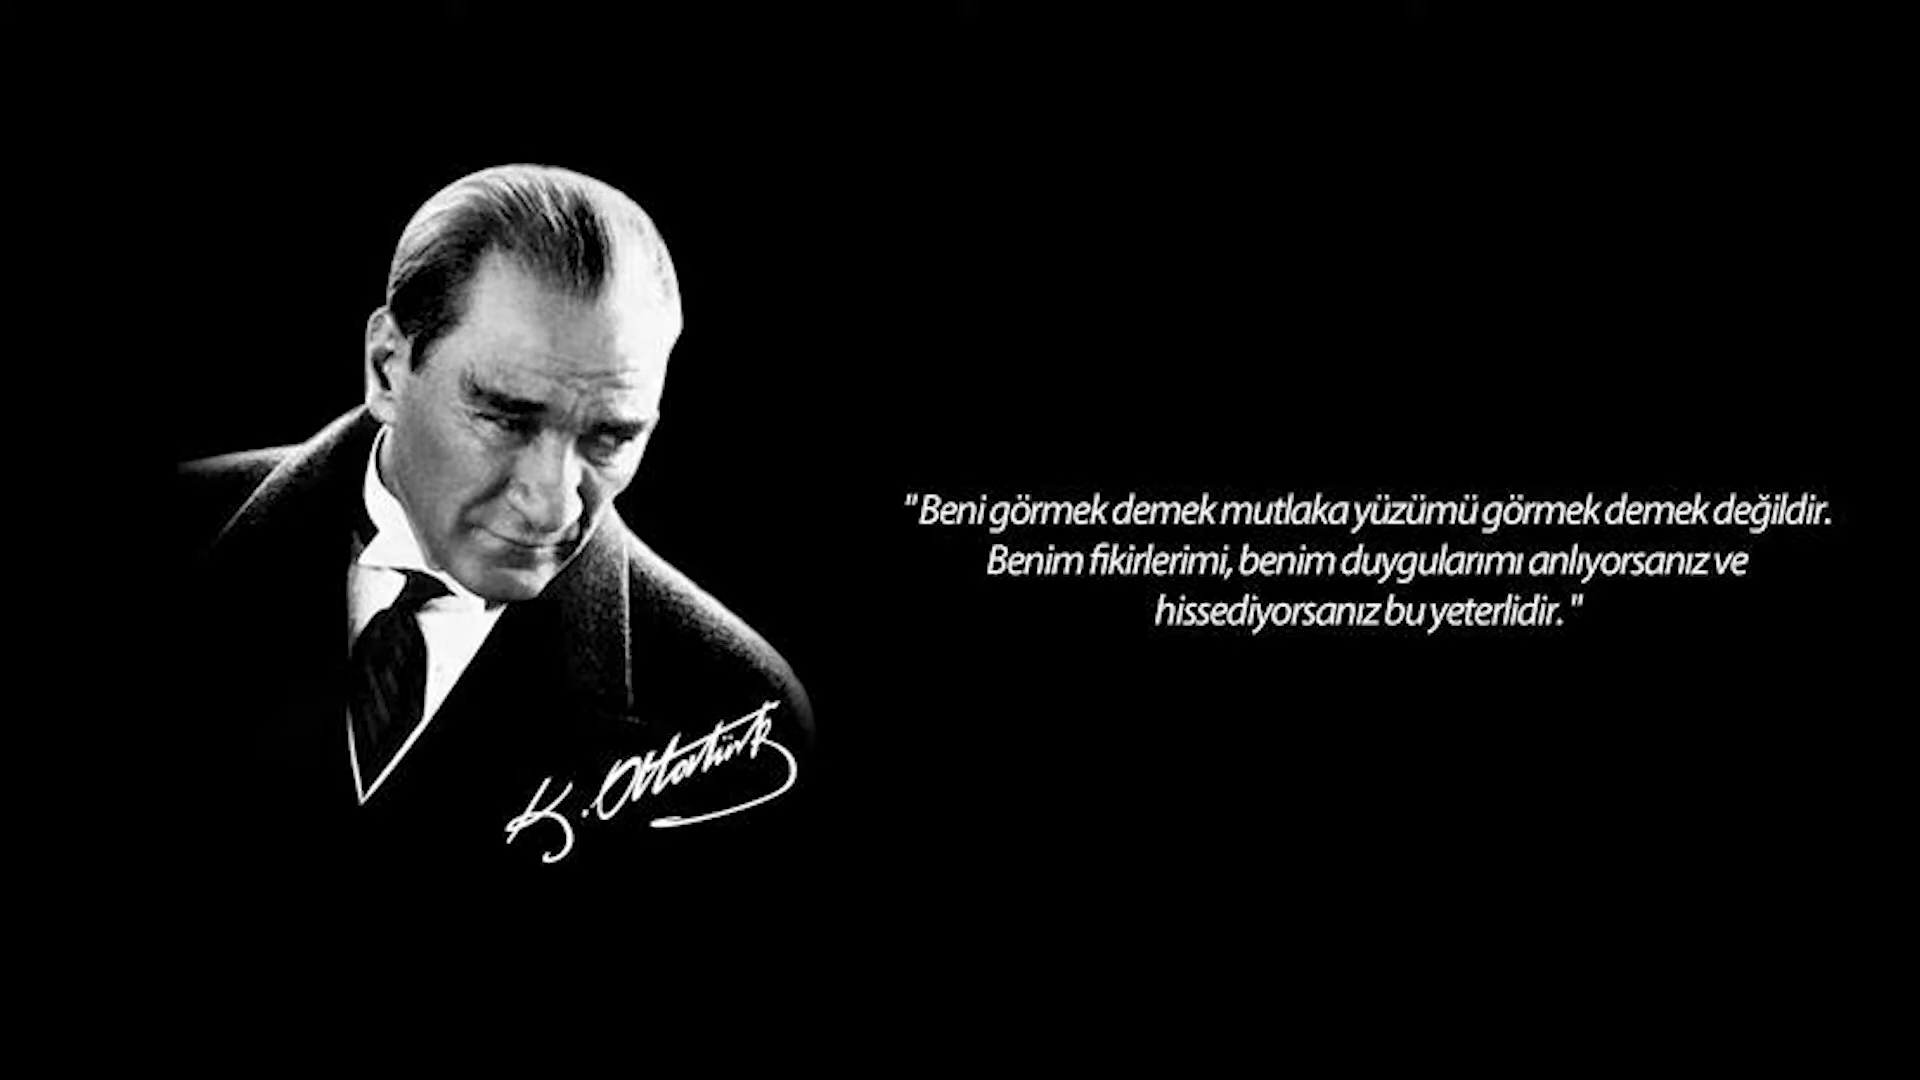 "Beni görmek demek mutlaka yüzümü görmek demek değildir.
Benim fikirlerimi, benim duygularımı anlıyorsanız ve
hissediyorsanız bu yeterlidir."
K. Atatürk